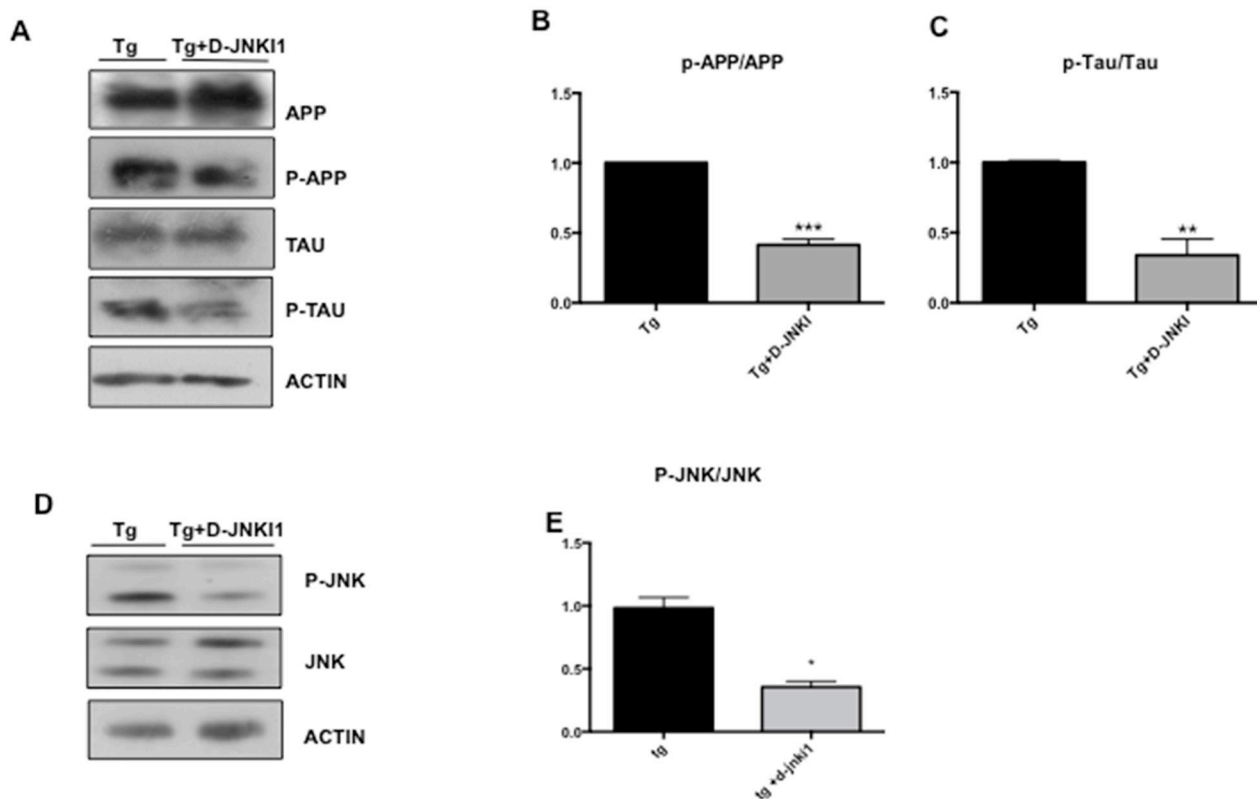 A
Tg Tg+D-JNKI1
APP
P-APP
TAU
P-TAU
ACTIN
B
p-APP/APP
1.5
1.0
***
0.5
0.0
Tg
Tg+D-JNKI
C
p-Tau/Tau
1.5
1.0
**
0.5
0.0
Tg
Tg+D-JNKI
D
Tg Tg+D-JNKI1
P-JNK
JNK
ACTIN
P-JNK/JNK
E
1.5
1.0
*
0.5
0.0
tg
tg +d-jnki1